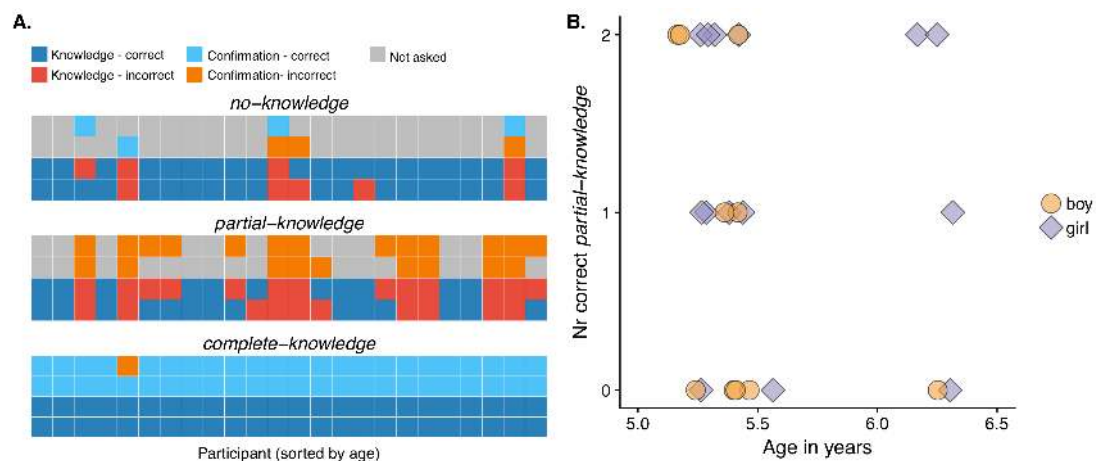 A.
Knowledge - correct
Confirmation - correct
Not asked
Knowledge - incorrect
Confirmation- incorrect
no-knowledge
partial-knowledge
complete-knowledge
Participant (sorted by age)
B.
Nr correct partial-knowledge
2
1
0
5.0 5.5 6.0 6.5
Age in years
boy
girl